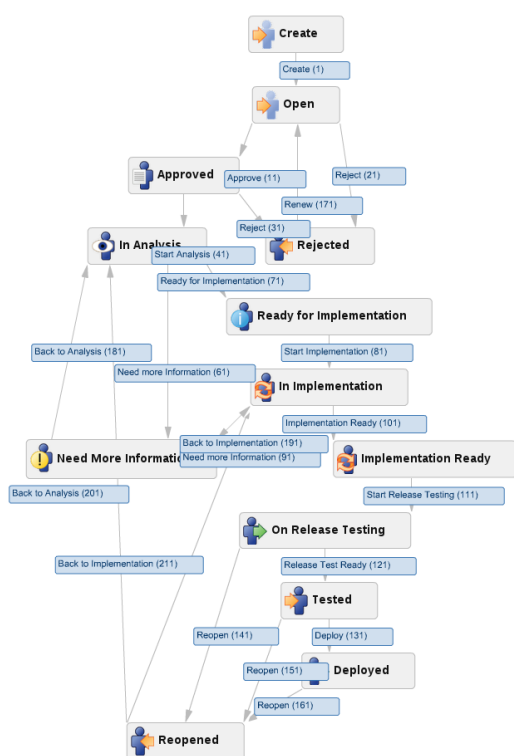 Create
Create (1)
Open
Approved
Approve (11)
Reject (21)
Renew (171)
Reject (31)
In Analysis
Rejected
Start Analysis (41)
Ready for Implementation (71)
Ready for Implementation
Back to Analysis (181)
Start Implementation (81)
Need more Information (61)
In Implementation
Implementation Ready (101)
Back to Implementation (191)
Need More Information
Need more Information (91)
Implementation Ready
Back to Analysis (201)
Start Release Testing (111)
On Release Testing
Back to Implementation (211)
Release Test Ready (121)
Tested
Reopen (141)
Deploy (131)
Reopen (151)
Deployed
Reopen (161)
Reopened